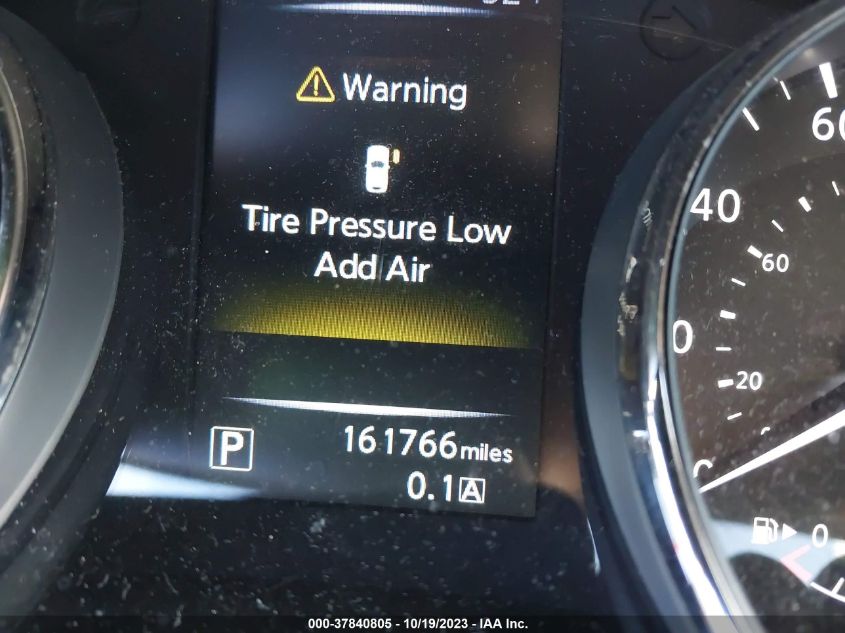 Warning
Tire Pressure Low
Add Air
P
161766 miles
0.1 A
60
40
60
20
0
000-37840805 - 10/19/2023 - IAA Inc.